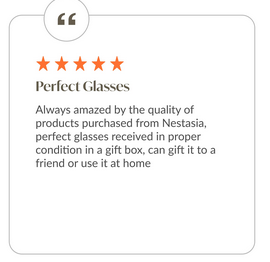 Perfect Glasses
Always amazed by the quality of
products purchased from Nestasia,
perfect glasses received in proper
condition in a gift box, can gift it to a
friend or use it at home